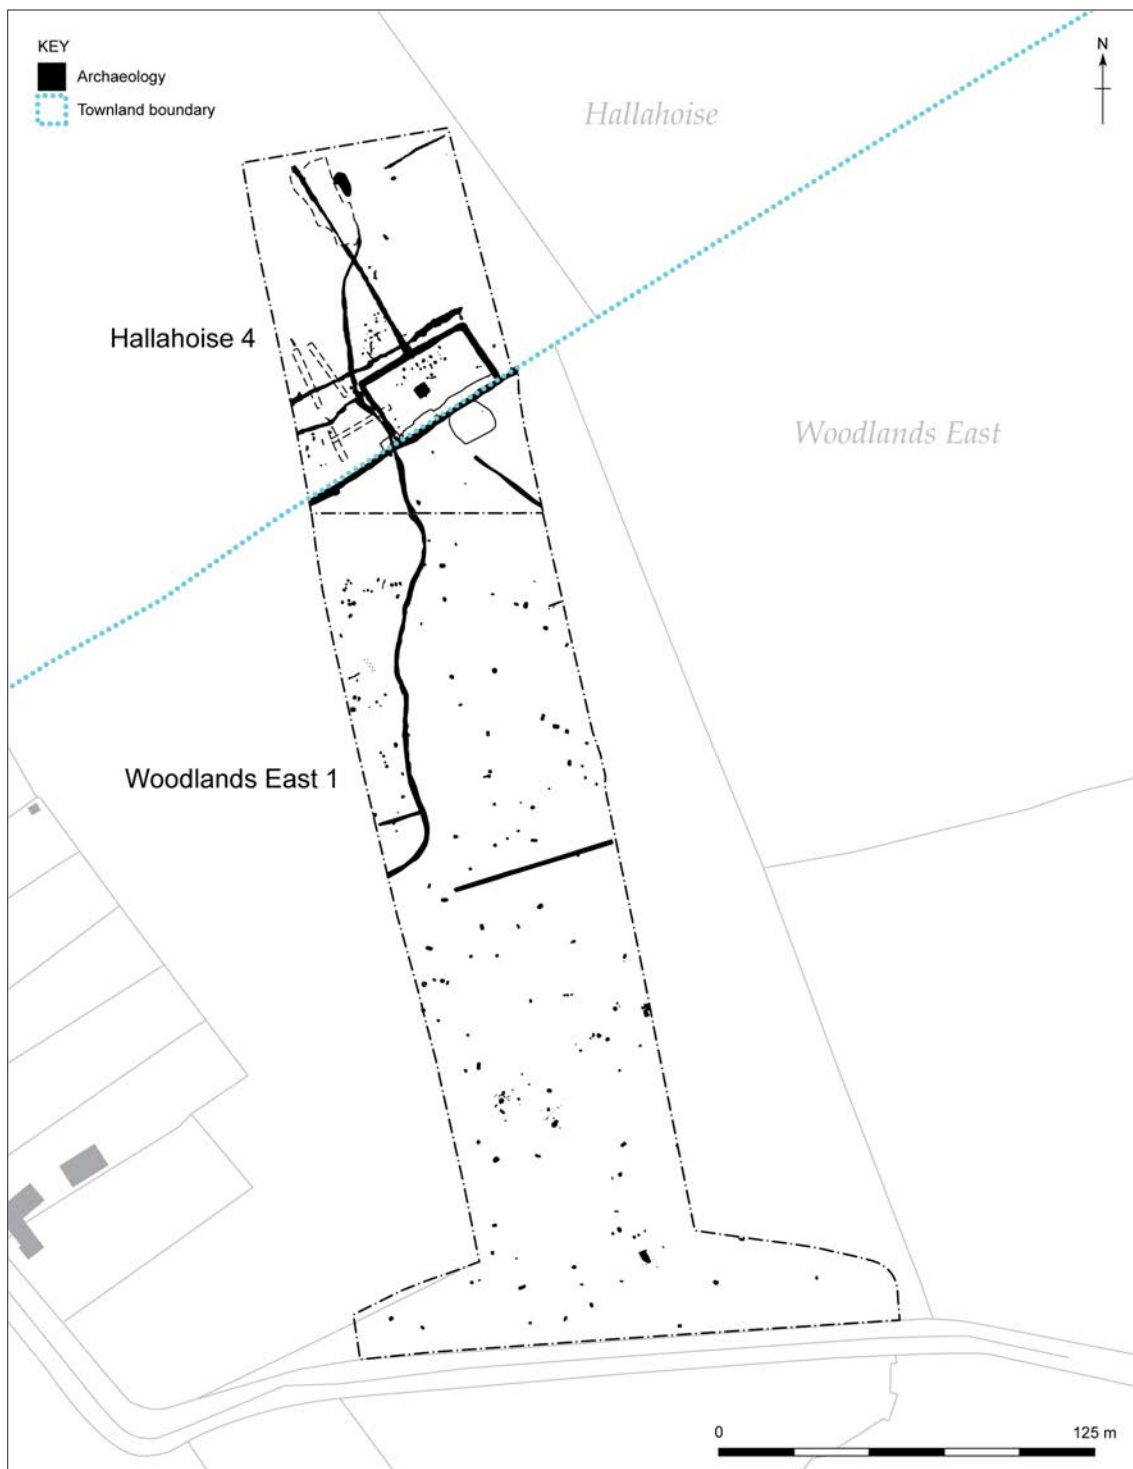 KEY
Archaeology
Townland boundary
N
Hallahoise
Hallahoise 4
Woodlands East
Woodlands East 1
0 125 m